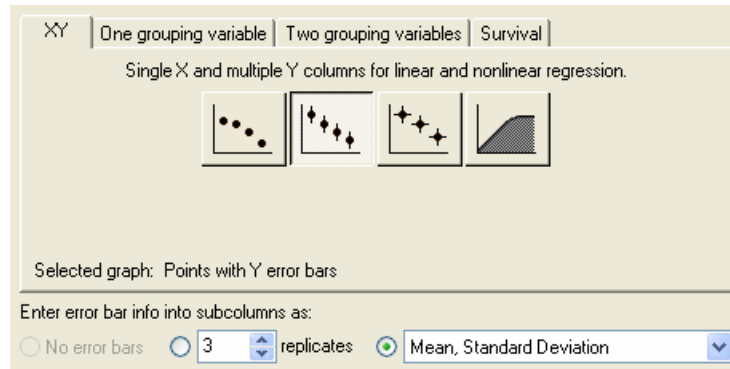 XY One grouping variable Two grouping variables Survival
Single X and multiple Y columns for linear and nonlinear regression.
Selected graph: Points with Y error bars
Enter error bar info into subcolumns as:
No error bars 3 replicates Mean, Standard Deviation